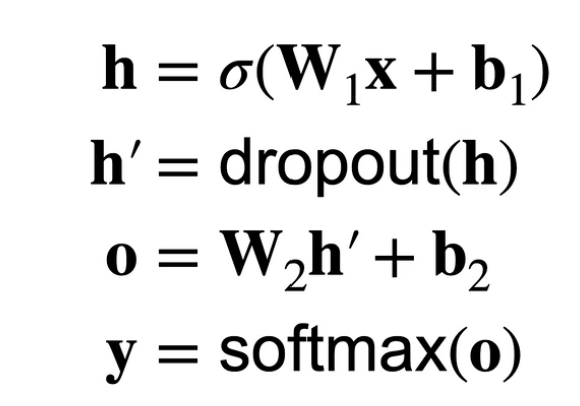 h = σ(W₁x + b₁)
h′ = dropout(h)
o = W₂h′ + b₂
y = softmax(o)